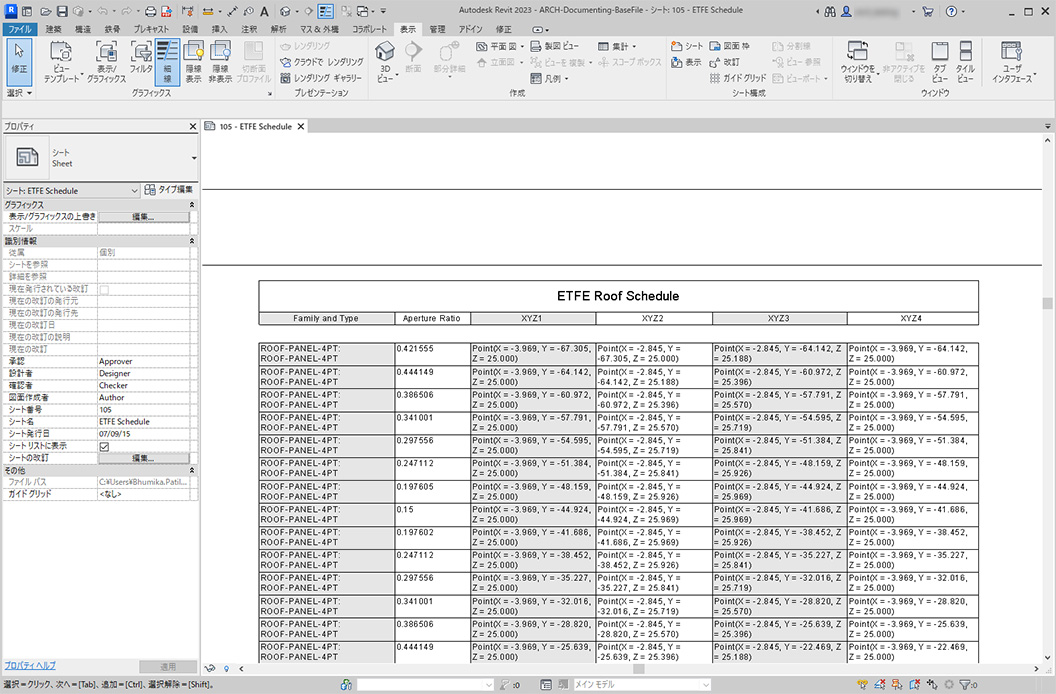 Autodesk Revit 2023 - ARCH-Documenting-BaseFile - シート: 105 - ETFE Schedule
ファイル 建築 構造 鉄骨 プレキャスト 設備 挿入 注釈 解析 マス & 外構 コラボレート 表示 管理 アドイン 修正
修正
ビュー テンプレート
表示/ グラフィックス
フィルタ
細線
隠線 表示
隠線 非表示
切断面 プロファイル
レンダリング
クラウドで レンダリング
レンダリング ギャラリー
3D ビュー
断面
部分詳細
平面図
立面図
製図ビュー
ビューを複製
凡例
集計
スコープボックス
シート
表示
図面 枠
改訂
ガイド グリッド
分割線
ビュー 参照
ビューポート
ウィンドウを 切り替え
非アクティブを 閉じる
タブ ビュー
タイル ビュー
ユーザ インタフェース
選択 グラフィックス プレゼンテーション 作成 シート構成 ウィンドウ
プロパティ
105 - ETFE Schedule
シート
Sheet
シート: ETFE Schedule タイプ編集
グラフィックス
表示/グラフィックスの上書き 編集...
スケール
識別情報
従属 個別
シートを参照
詳細を参照
現在発行されている改訂
現在の改訂の発行元
現在の改訂の発行先
現在の改訂日
現在の改訂の説明
現在の改訂
承認 Approver
設計者 Designer
確認者 Checker
図面作成者 Author
シート番号 105
シート名 ETFE Schedule
シート発行日 07/09/15
シートリストに表示
シートの改訂 編集...
その他
ファイル パス C:¥Users¥Bhumika.Patil...
ガイドグリッド <なし>
プロパティヘルプ 適用
ETFE Roof Schedule
Family and Type Aperture Ratio XYZ1 XYZ2 XYZ3 XYZ4
ROOF-PANEL-4PT: 0.421555 Point(X = -3.969, Y = -67.305, Point(X = -2.845, Y = Point(X = -2.845, Y = -64.142, Z Point(X = -3.969, Y = -64.142,
ROOF-PANEL-4PT Z = 25.000) -67.305, Z = 25.000) = 25.188) Z = 25.000)
ROOF-PANEL-4PT: 0.444149 Point(X = -3.969, Y = -64.142, Point(X = -2.845, Y = Point(X = -2.845, Y = -60.972, Z Point(X = -3.969, Y = -60.972,
ROOF-PANEL-4PT Z = 25.000) -64.142, Z = 25.188) = 25.396) Z = 25.000)
ROOF-PANEL-4PT: 0.386506 Point(X = -3.969, Y = -60.972, Point(X = -2.845, Y = Point(X = -2.845, Y = -57.791, Z Point(X = -3.969, Y = -57.791,
ROOF-PANEL-4PT Z = 25.000) -60.972, Z = 25.396) = 25.570) Z = 25.000)
ROOF-PANEL-4PT: 0.341001 Point(X = -3.969, Y = -57.791, Point(X = -2.845, Y = Point(X = -2.845, Y = -54.595, Z Point(X = -3.969, Y = -54.595,
ROOF-PANEL-4PT Z = 25.000) -57.791, Z = 25.570) = 25.719) Z = 25.000)
ROOF-PANEL-4PT: 0.297556 Point(X = -3.969, Y = -54.595, Point(X = -2.845, Y = Point(X = -2.845, Y = -51.384, Z Point(X = -3.969, Y = -51.384,
ROOF-PANEL-4PT Z = 25.000) -54.595, Z = 25.719) = 25.841) Z = 25.000)
ROOF-PANEL-4PT: 0.247112 Point(X = -3.969, Y = -51.384, Point(X = -2.845, Y = Point(X = -2.845, Y = -48.159, Z Point(X = -3.969, Y = -48.159,
ROOF-PANEL-4PT Z = 25.000) -51.384, Z = 25.841) = 25.926) Z = 25.000)
ROOF-PANEL-4PT: 0.197605 Point(X = -3.969, Y = -48.159, Point(X = -2.845, Y = Point(X = -2.845, Y = -44.924, Z Point(X = -3.969, Y = -44.924,
ROOF-PANEL-4PT Z = 25.000) -48.159, Z = 25.926) = 25.969) Z = 25.000)
ROOF-PANEL-4PT: 0.15 Point(X = -3.969, Y = -44.924, Point(X = -2.845, Y = Point(X = -2.845, Y = -41.686, Z Point(X = -3.969, Y = -41.686,
ROOF-PANEL-4PT Z = 25.000) -44.924, Z = 25.969) = 25.969) Z = 25.000)
ROOF-PANEL-4PT: 0.197602 Point(X = -3.969, Y = -41.686, Point(X = -2.845, Y = Point(X = -2.845, Y = -38.452, Z Point(X = -3.969, Y = -38.452,
ROOF-PANEL-4PT Z = 25.000) -41.686, Z = 25.969) = 25.926) Z = 25.000)
ROOF-PANEL-4PT: 0.247112 Point(X = -3.969, Y = -38.452, Point(X = -2.845, Y = Point(X = -2.845, Y = -35.227, Z Point(X = -3.969, Y = -35.227,
ROOF-PANEL-4PT Z = 25.000) -38.452, Z = 25.926) = 25.841) Z = 25.000)
ROOF-PANEL-4PT: 0.297556 Point(X = -3.969, Y = -35.227, Point(X = -2.845, Y = Point(X = -2.845, Y = -32.016, Z Point(X = -3.969, Y = -32.016,
ROOF-PANEL-4PT Z = 25.000) -35.227, Z = 25.841) = 25.719) Z = 25.000)
ROOF-PANEL-4PT: 0.341001 Point(X = -3.969, Y = -32.016, Point(X = -2.845, Y = Point(X = -2.845, Y = -28.820, Z Point(X = -3.969, Y = -28.820,
ROOF-PANEL-4PT Z = 25.000) -32.016, Z = 25.719) = 25.570) Z = 25.000)
ROOF-PANEL-4PT: 0.386506 Point(X = -3.969, Y = -28.820, Point(X = -2.845, Y = Point(X = -2.845, Y = -25.639, Z Point(X = -3.969, Y = -25.639,
ROOF-PANEL-4PT Z = 25.000) -28.820, Z = 25.570) = 25.396) Z = 25.000)
ROOF-PANEL-4PT: 0.444149 Point(X = -3.969, Y = -25.639, Point(X = -2.845, Y = Point(X = -2.845, Y = -22.469, Z Point(X = -3.969, Y = -22.469,
ROOF-PANEL-4PT Z = 25.000) -25.639, Z = 25.396) = 22.188) Z = 25.000)
選択=クリック、次へ=[Tab]、追加=[Ctrl]、選択解除=[Shift]。 :0 メイン モデル :0